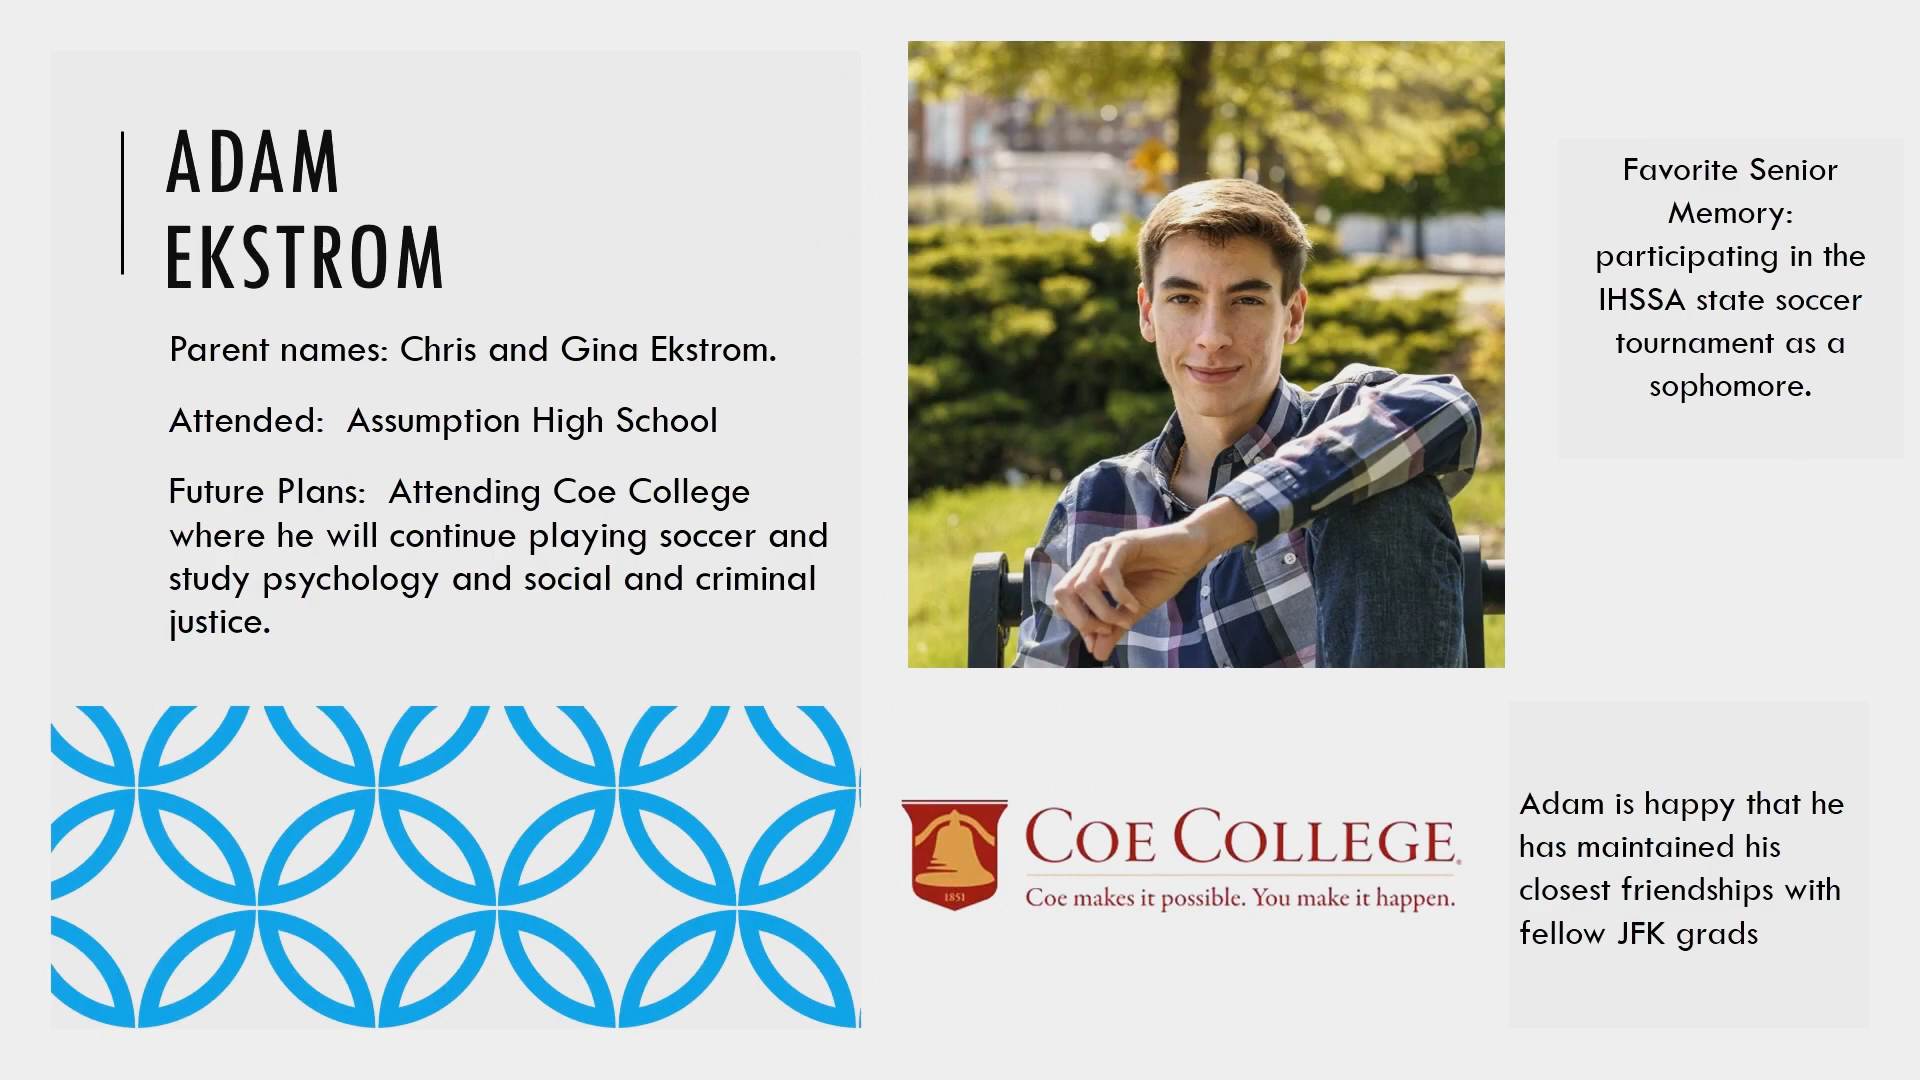 ADAM
EKSTROM
Parent names: Chris and Gina Ekstrom.
Attended:  Assumption High School
Future Plans:  Attending Coe College
where he will continue playing soccer and
study psychology and social and criminal
justice.
Favorite Senior
Memory:
participating in the
IHSSA state soccer
tournament as a
sophomore.
1851
COE COLLEGE®
Coe makes it possible. You make it happen.
Adam is happy that he
has maintained his
closest friendships with
fellow JFK grads